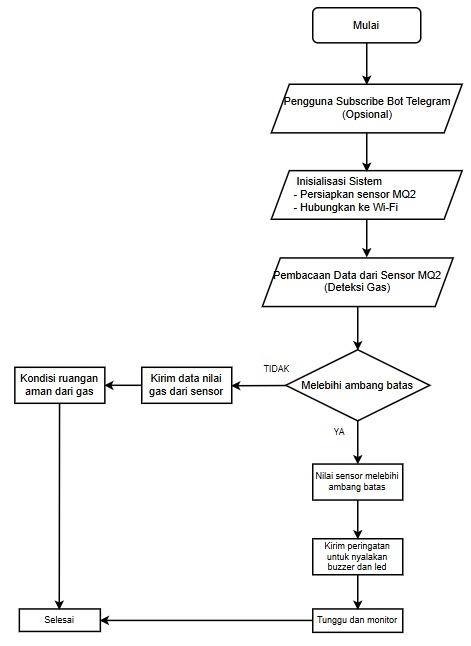 Mulai
Pengguna Subscribe Bot Telegram
(Opsional)
Inisialisasi Sistem
- Persiapkan sensor MQ2
- Hubungkan ke Wi-Fi
Pembacaan Data dari Sensor MQ2
(Deteksi Gas)
Melebihi ambang batas
TIDAK
Kirim data nilai
gas dari sensor
Kondisi ruangan
aman dari gas
YA
Nilai sensor melebihi
ambang batas
Kirim peringatan
untuk nyalakan
buzzer dan led
Tunggu dan monitor
Selesai